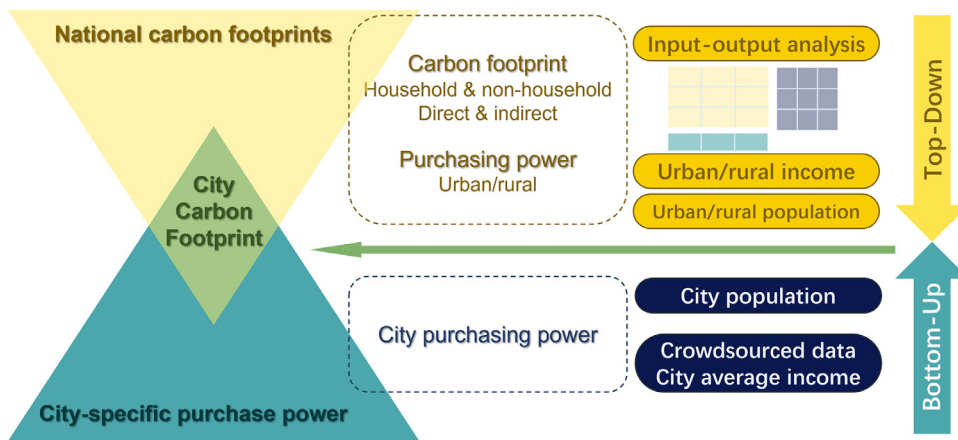 National carbon footprints
City
Carbon
Footprint
City-specific purchase power
Carbon footprint
Household & non-household
Direct & indirect
Purchasing power
Urban/rural
City purchasing power
Input-output analysis
Urban/rural income
Urban/rural population
City population
Crowdsourced data
City average income
Top-Down
Bottom-Up